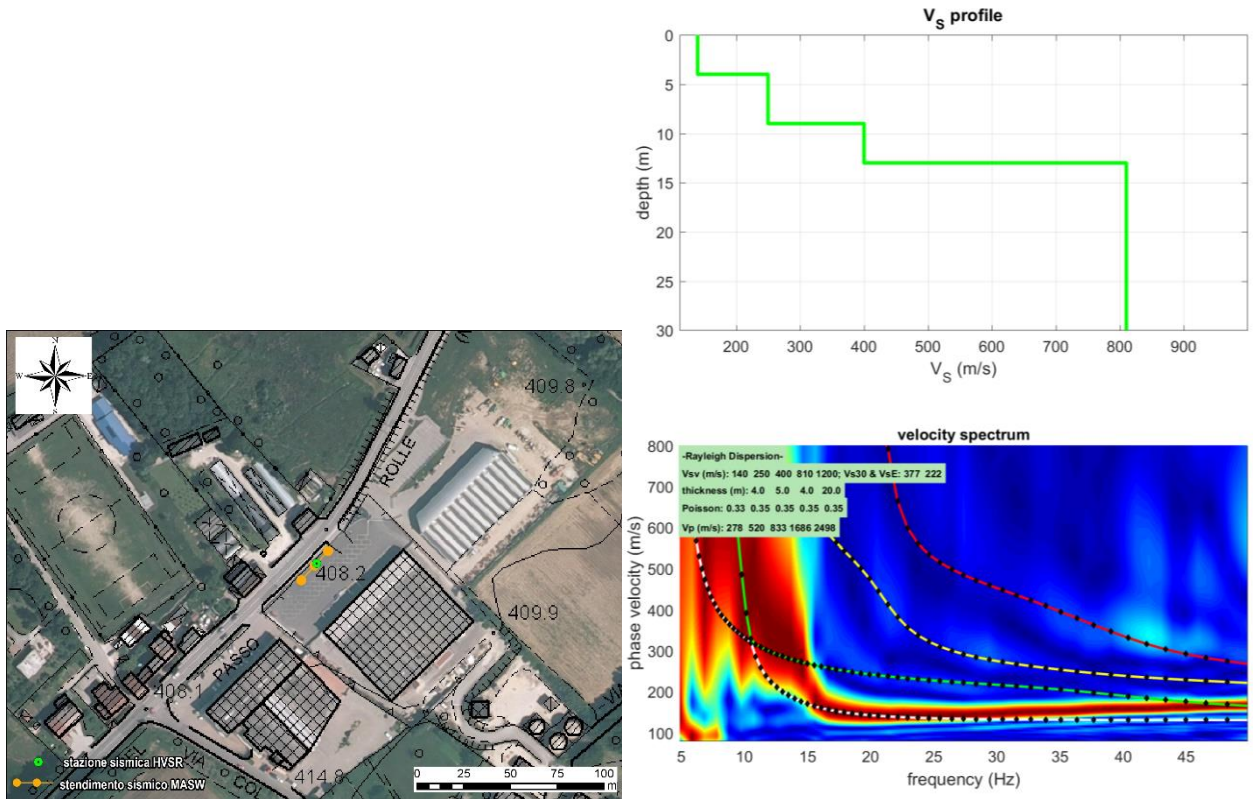 V_S profile
0
5
10
15
20
25
30
depth (m)
200 300 400 500 600 700 800 900
V_S (m/s)
N
W E
S
409.8
ROLLE
408.2
409.9
PASSO
408.1
VIA
COL
414.8
stazione sismica HVSR
stendimento sismico MASW
0 25 50 75 100
m
velocity spectrum
800
700
600
500
400
300
200
100
phase velocity (m/s)
-Rayleigh Dispersion-
Vsv (m/s): 140 250 400 810 1200; Vs30 & VsE: 377 222
thickness (m): 4.0 5.0 4.0 20.0
Poisson: 0.33 0.35 0.35 0.35 0.35
Vp (m/s): 278 520 833 1686 2498
5 10 15 20 25 30 35 40 45
frequency (Hz)